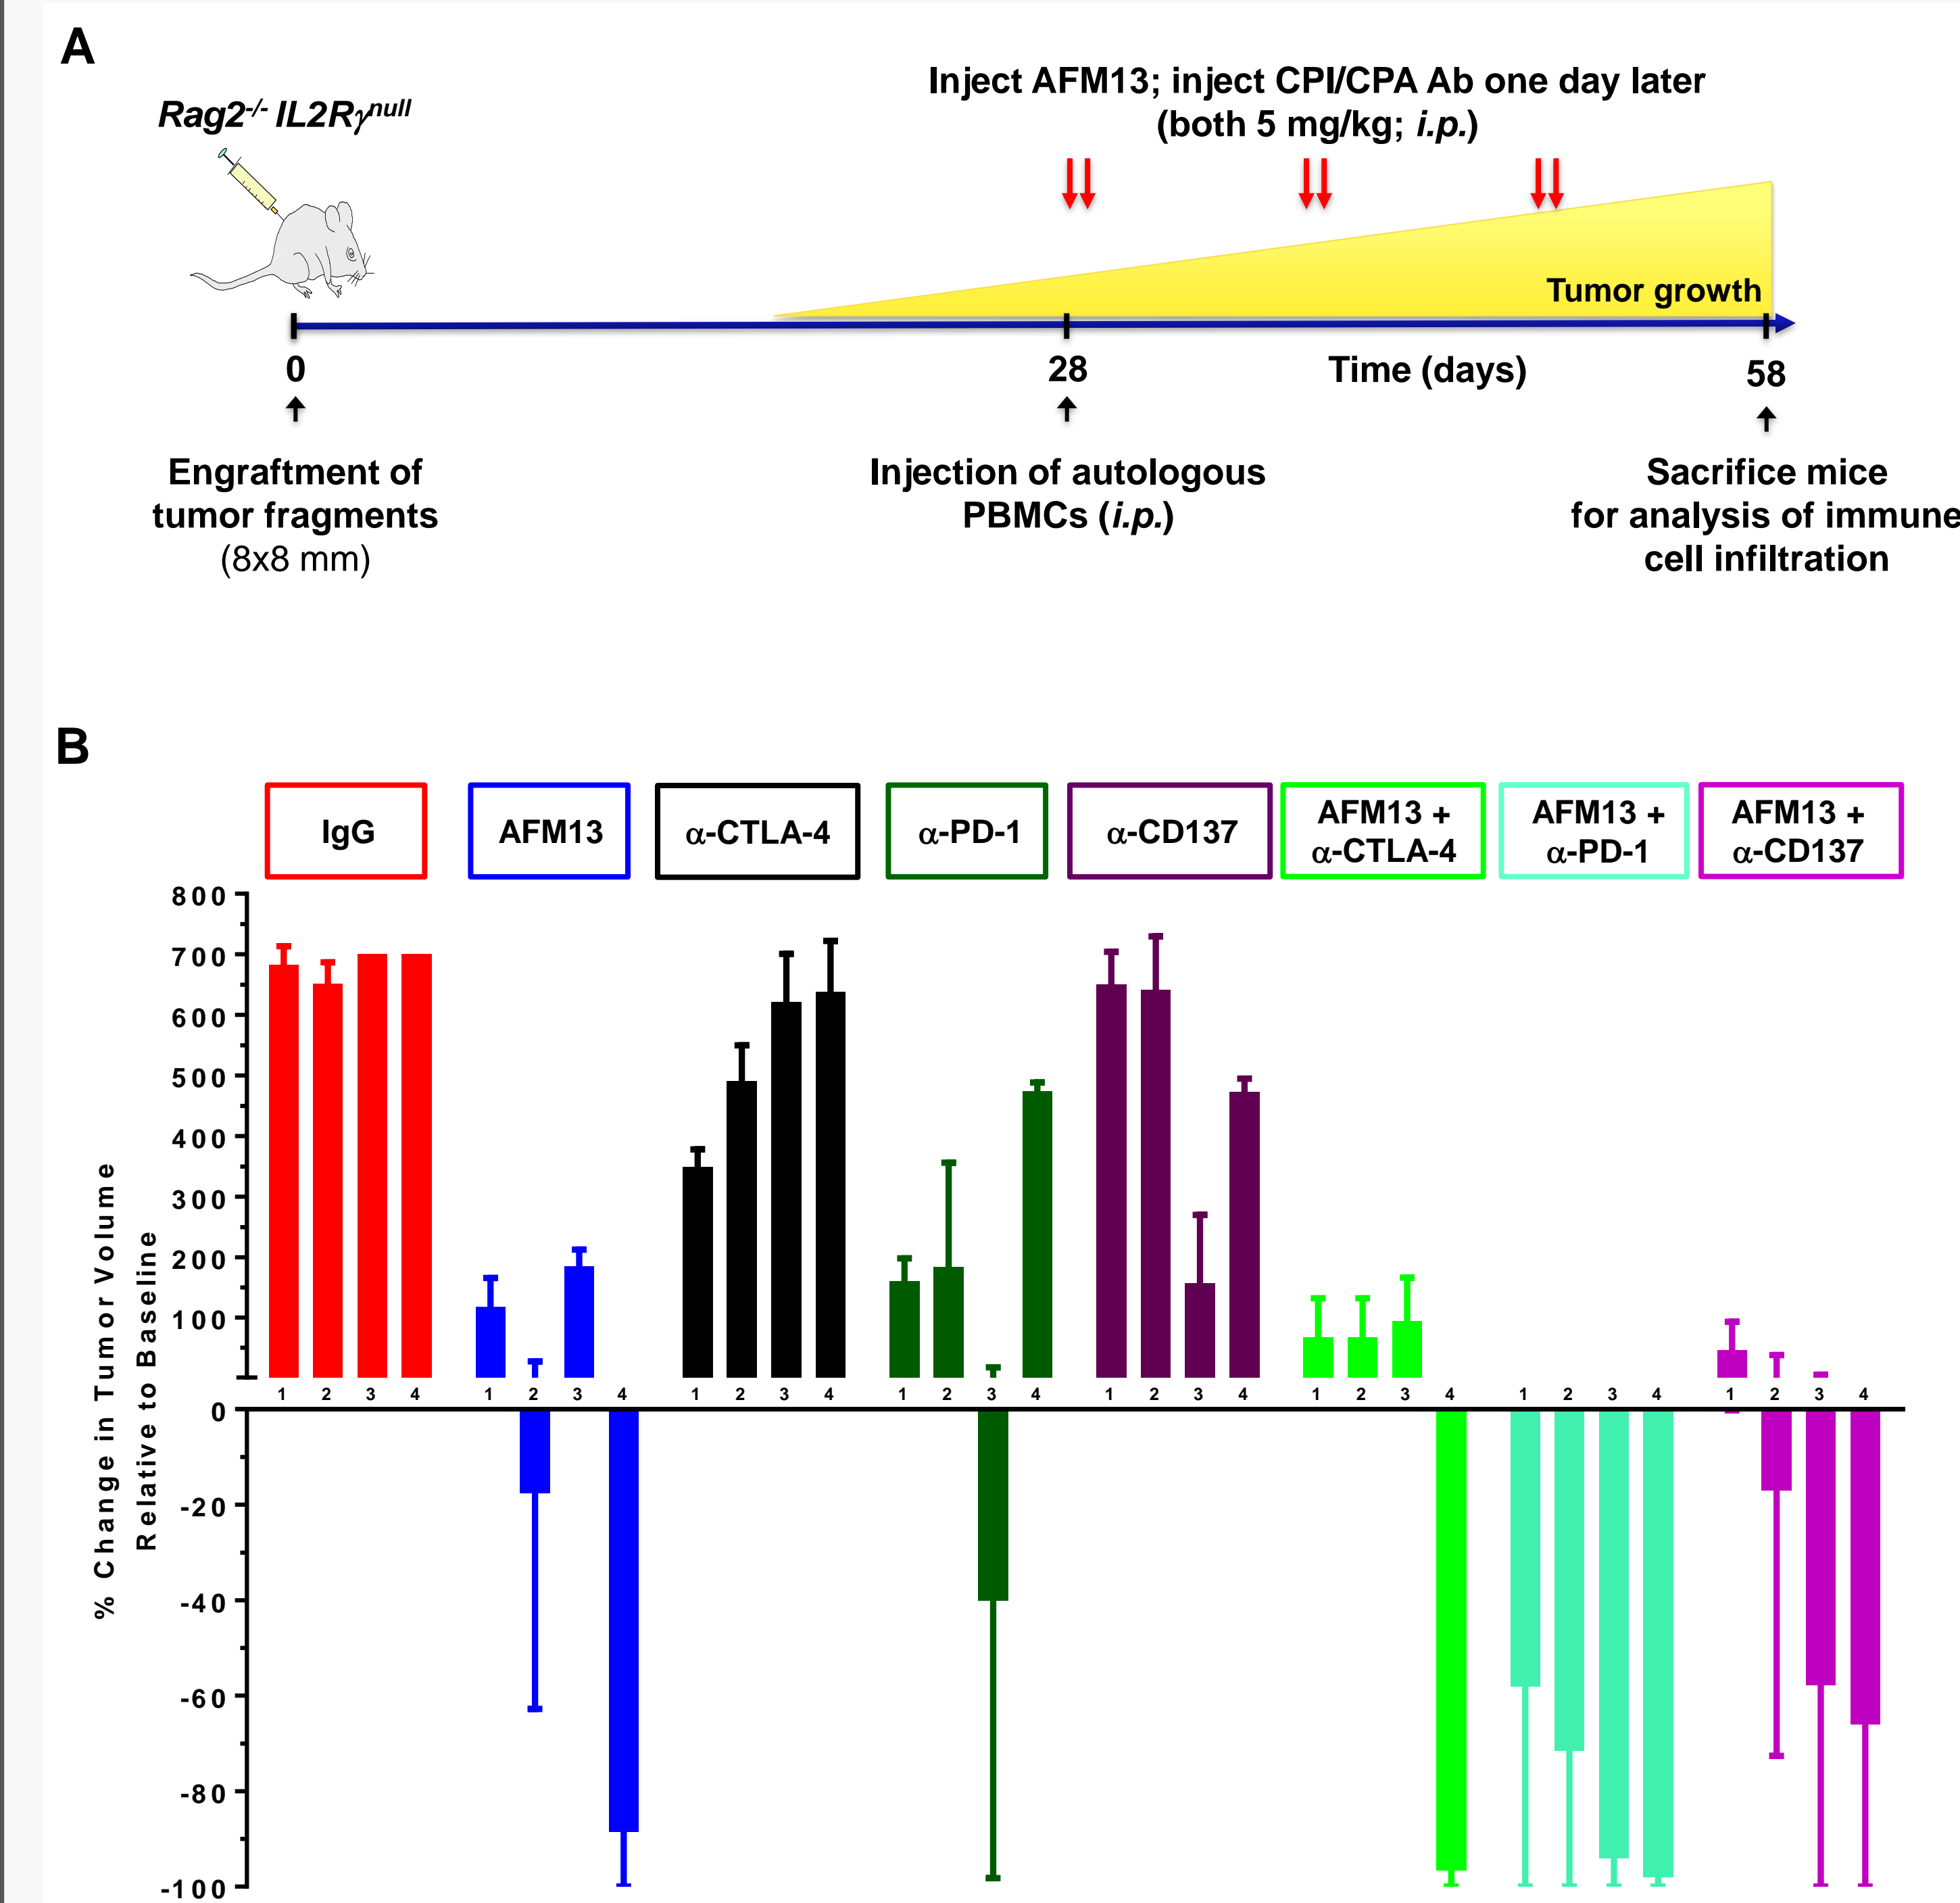 A
Rag2-/- IL2Rγnull
Inject AFM13; inject CPI/CPA Ab one day later
(both 5 mg/kg; i.p.)
Tumor growth
0
28
Time (days)
58
Engraftment of
tumor fragments
(8x8 mm)
Injection of autologous
PBMCs (i.p.)
Sacrifice mice
for analysis of immune
cell infiltration
B
IgG
AFM13
α-CTLA-4
α-PD-1
α-CD137
AFM13 +
α-CTLA-4
AFM13 +
α-PD-1
AFM13 +
α-CD137
% Change in Tumor Volume
Relative to Baseline
800
700
600
500
400
300
200
100
1 2 3 4 1 2 3 4 1 2 3 4 1 2 3 4 1 2 3 4 1 2 3 4 1 2 3 4 1 2 3 4
0
-20
-40
-60
-80
-100